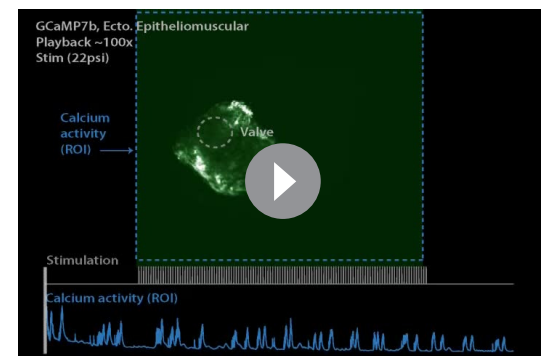 GCaMP7b, Ecto. Epitheliomuscular
Playback ~100x
Stim (22psi)
Calcium
activity
(ROI)
Valve
Stimulation
Calcium activity (ROI)